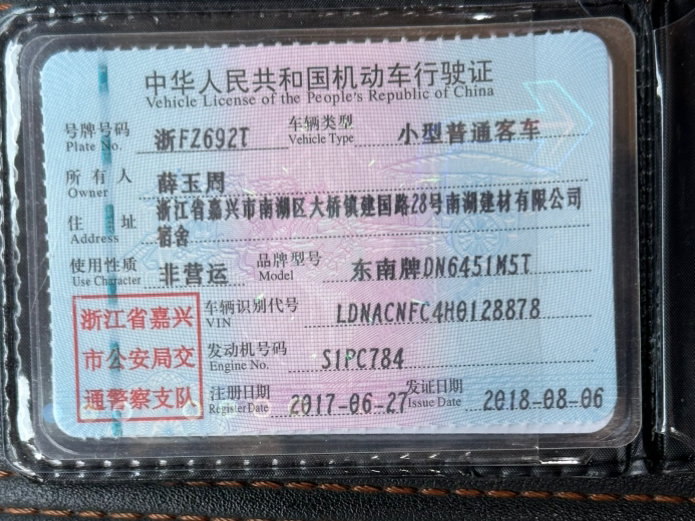 中华人民共和国机动车行驶证
Vehicle License of the People's Republic of China
号牌号码 浙FZ692T 车辆类型 小型普通客车
Plate No. Vehicle Type
所有人 薛玉周
Owner
浙江省嘉兴市南湖区大桥镇建国路28号南湖建材有限公司
住址 宿舍
Address
使用性质 非营运 品牌型号 东南牌DN6451M5T
Use Character Model
浙江省嘉兴 车辆识别代号 LDNACNFC4H0128878
VIN
市公安局交 发动机号码 S1PC784
Engine No.
通警察支队 注册日期 2017-06-27 发证日期 2018-08-06
Register Date Issue Date